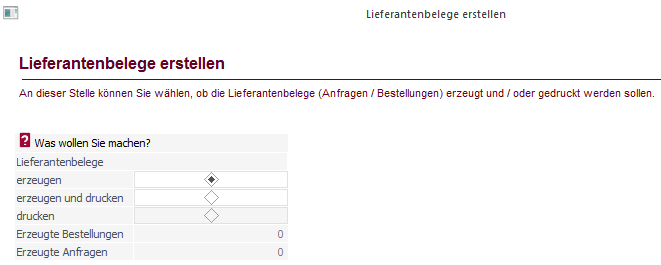 Lieferantenbelege erstellen
Lieferantenbelege erstellen
An dieser Stelle können Sie wählen, ob die Lieferantenbelege (Anfragen / Bestellungen) erzeugt und / oder gedruckt werden sollen.
? Was wollen Sie machen?
Lieferantenbelege
erzeugen
erzeugen und drucken
drucken
Erzeugte Bestellungen 0
Erzeugte Anfragen 0